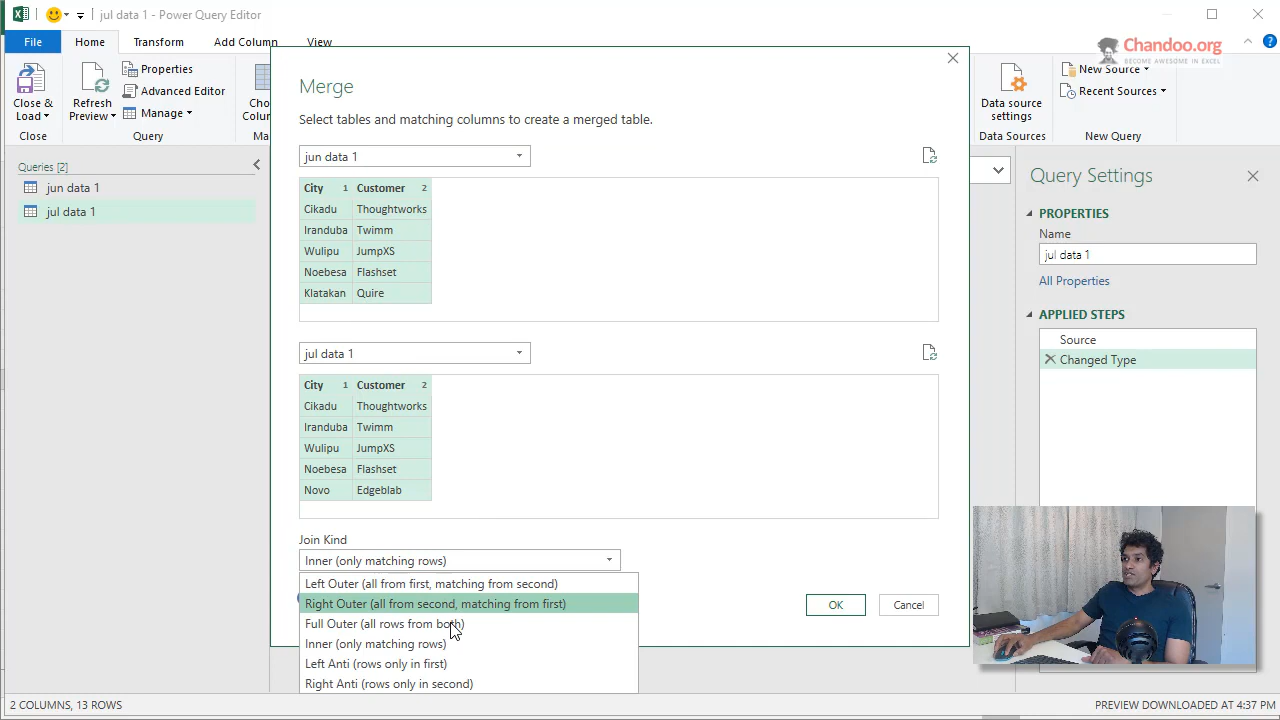 jul data 1 - Power Query Editor
File
Home
Transform
Add Column
View
Chandoo.org
BECOME AWESOME IN EXCEL
Close &
Load
Refresh
Preview
Properties
Advanced Editor
Manage
Close
Query
Data source
settings
Data Sources
New Source
Recent Sources
New Query
Queries [2]
jun data 1
jul data 1
Merge
Select tables and matching columns to create a merged table.
jun data 1
City 1 Customer 2
Cikadu Thoughtworks
Iranduba Twimm
Wulipu JumpXS
Noebesa Flashset
Klatakan Quire
jul data 1
City 1 Customer 2
Cikadu Thoughtworks
Iranduba Twimm
Wulipu JumpXS
Noebesa Flashset
Novo Edgeblab
Join Kind
Inner (only matching rows)
Left Outer (all from first, matching from second)
Right Outer (all from second, matching from first)
Full Outer (all rows from both)
Inner (only matching rows)
Left Anti (rows only in first)
Right Anti (rows only in second)
OK
Cancel
Query Settings
PROPERTIES
Name
jul data 1
All Properties
APPLIED STEPS
Source
Changed Type
2 COLUMNS, 13 ROWS
PREVIEW DOWNLOADED AT 4:37 PM